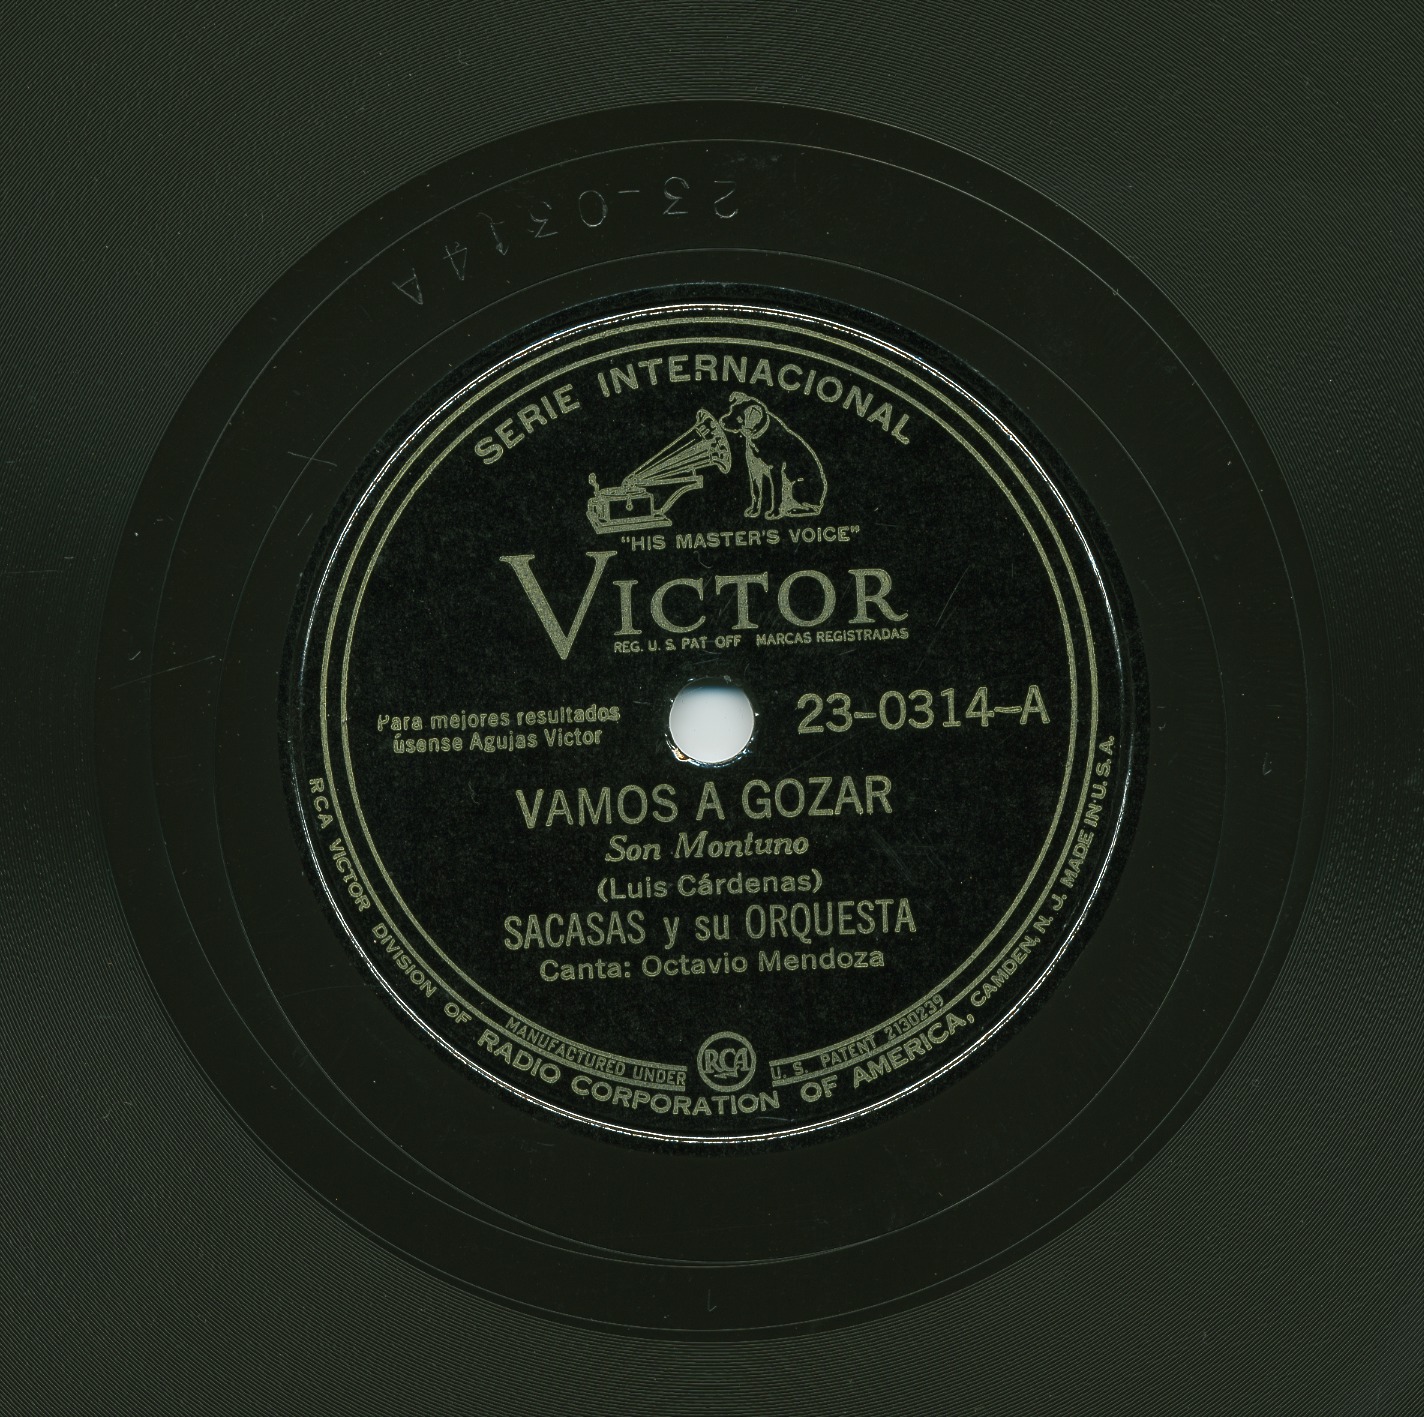 23-0314A
SERIE INTERNACIONAL
"HIS MASTER'S VOICE"
VICTOR
REG. U. S. PAT OFF MARCAS REGISTRADAS
Para mejores resultados
úsense Agujas Victor
23-0314-A
VAMOS A GOZAR
Son Montuno
(Luis Cárdenas)
SACASAS y su ORQUESTA
Canta: Octavio Mendoza
MANUFACTURED UNDER RCA U. S. PATENT 2130239
RCA VICTOR DIVISION OF RADIO CORPORATION OF AMERICA, CAMDEN, N. J. MADE IN U. S. A.
1